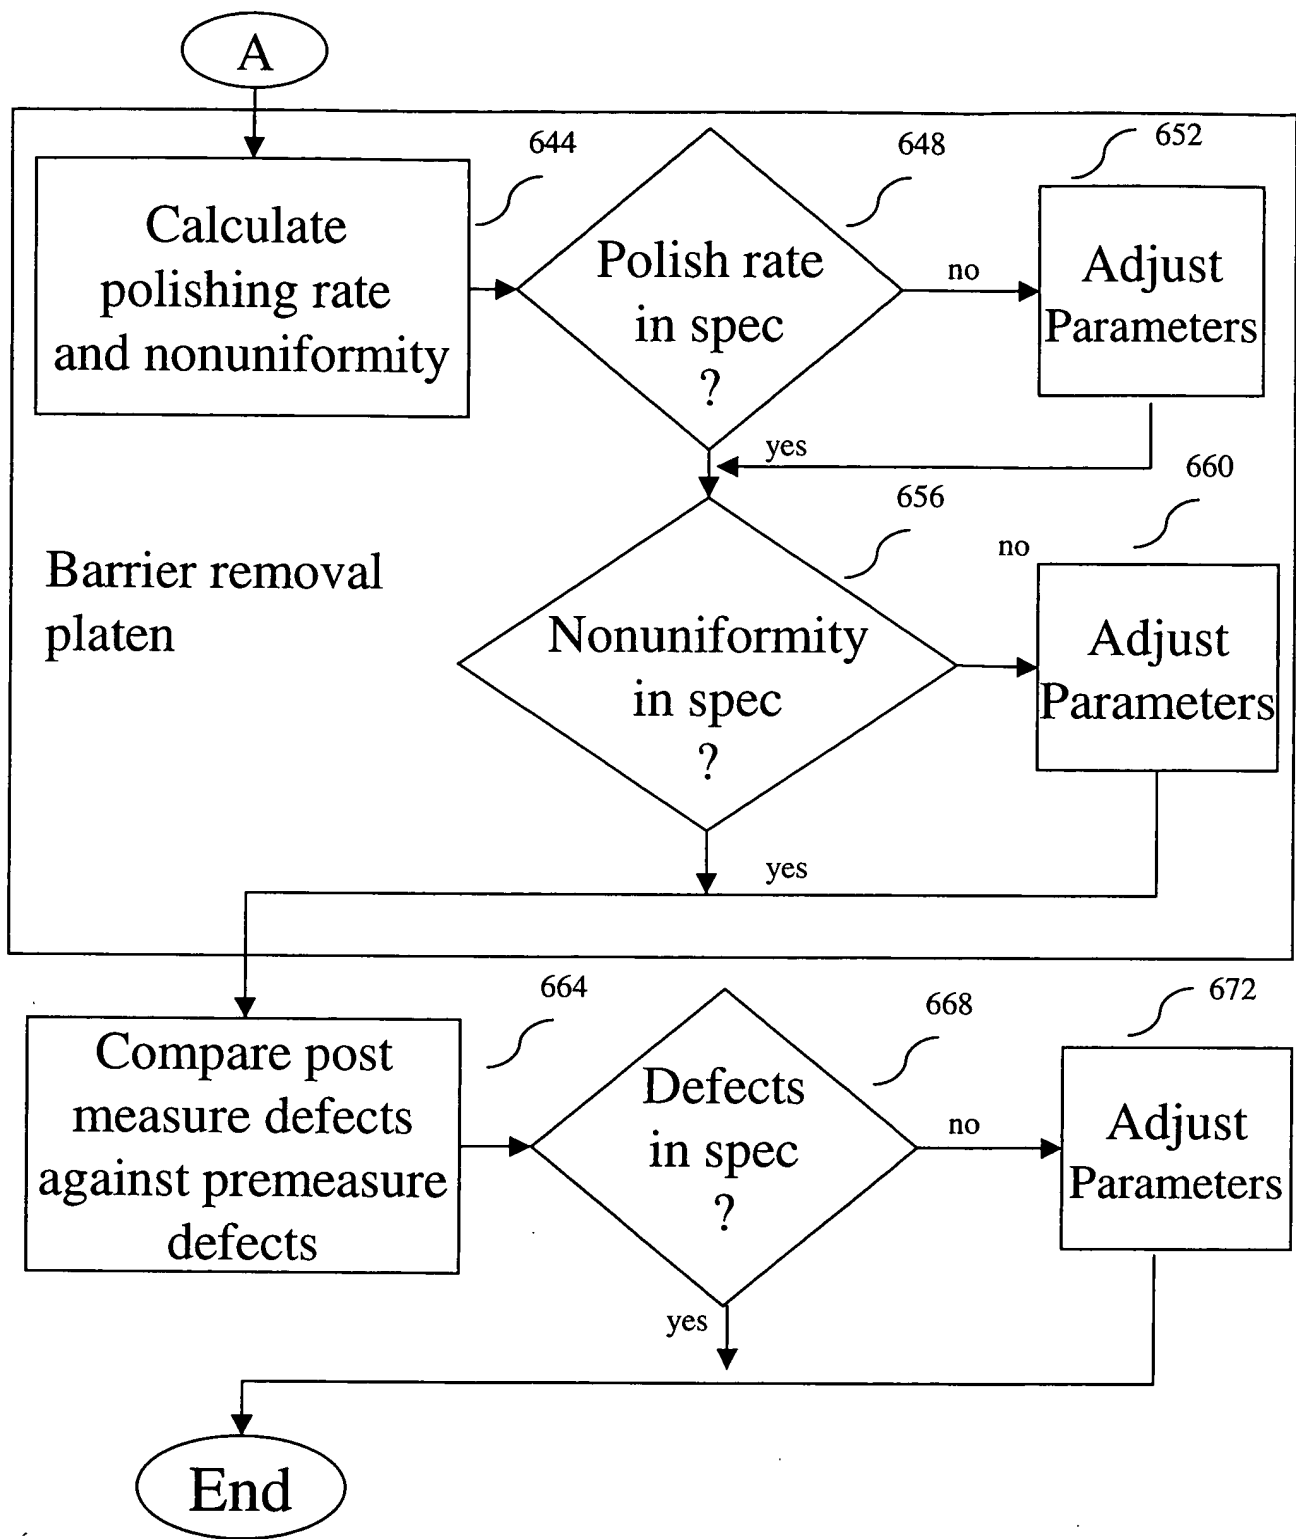 A
644
648
652
Calculate
polishing rate
and nonuniformity
Polish rate
in spec
?
no
Adjust
Parameters
yes
660
656
no
Barrier removal
platen
Nonuniformity
in spec
?
Adjust
Parameters
yes
664
668
672
Compare post
measure defects
against premeasure
defects
Defects
in spec
?
no
Adjust
Parameters
yes
End